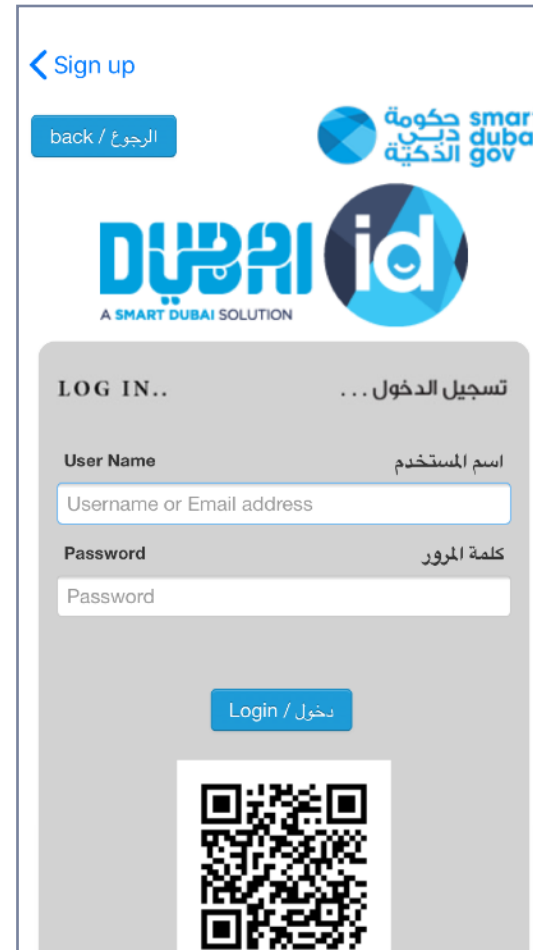 Sign up
back / الرجوع
حكومة دبي الذكية
smart dubai gov
DUBAI id
A SMART DUBAI SOLUTION
LOG IN.. تسجيل الدخول . . .
User Name اسم المستخدم
Username or Email address
Password كلمة المرور
Password
Login / دخول